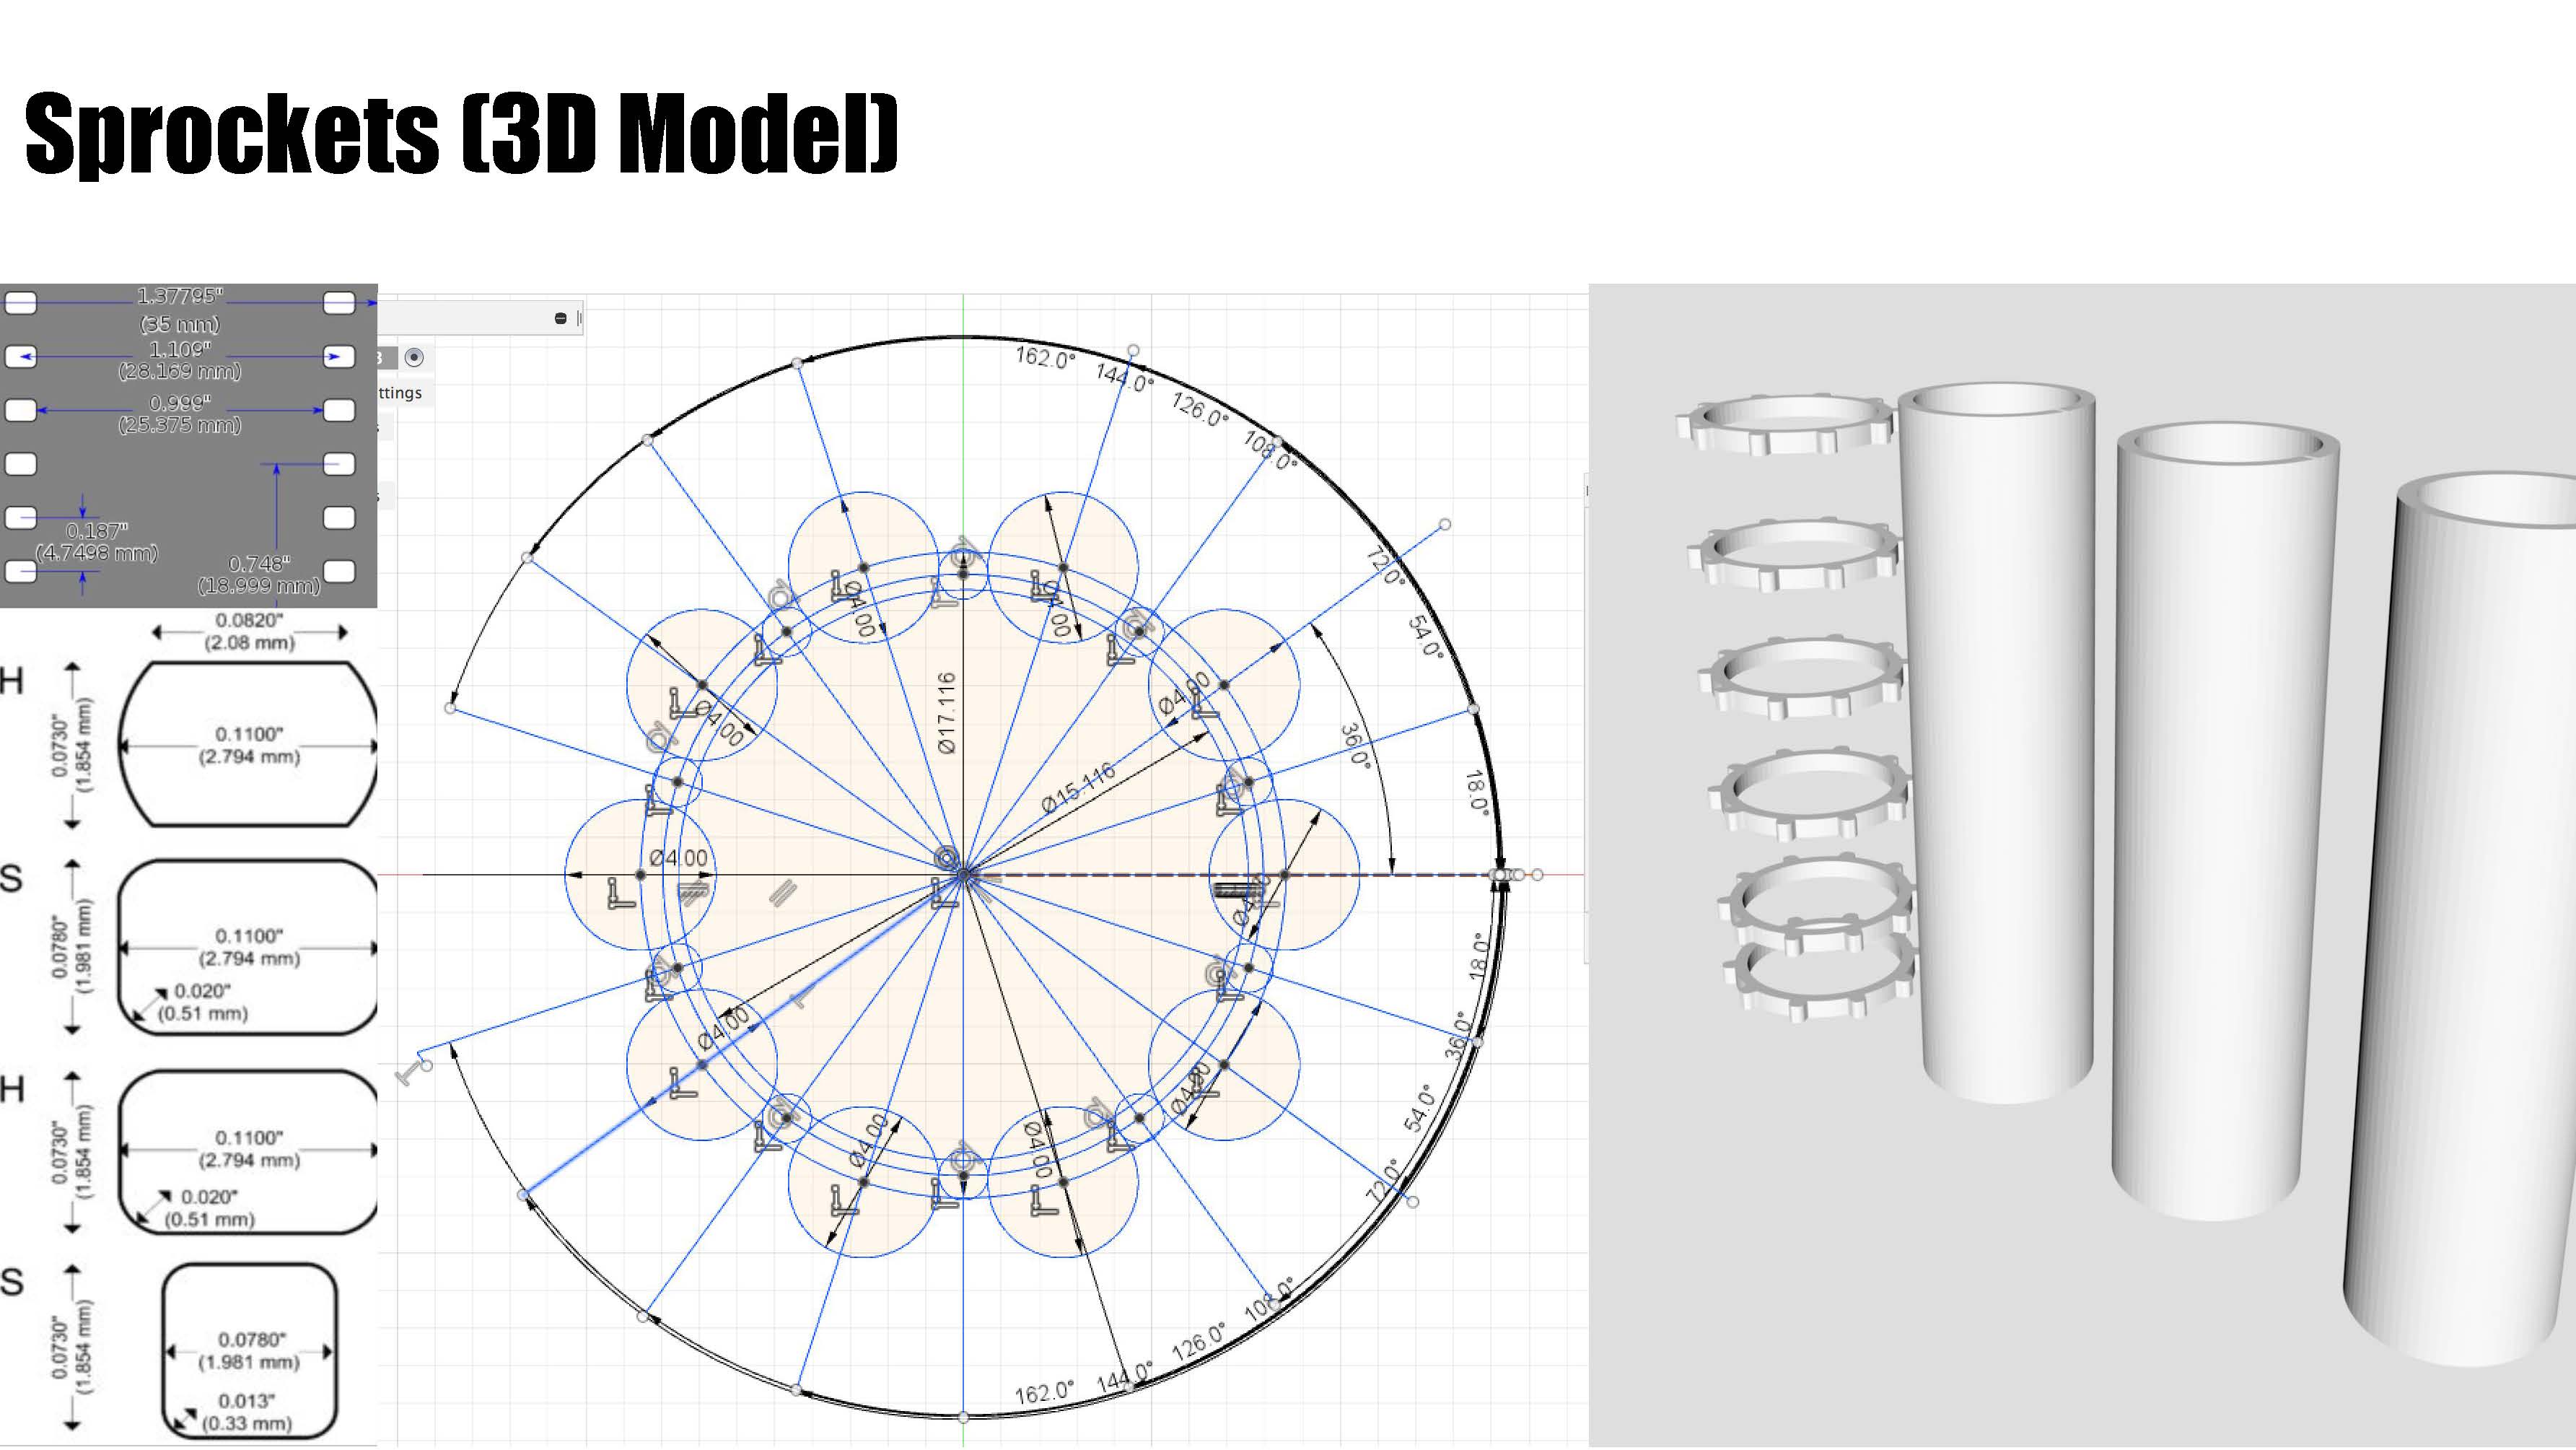 Sprockets (3D Model)
1.37795"
(35 mm)
1.109"
(28.169 mm)
0.999"
(25.375 mm)
0.187"
(4.7498 mm)
0.748"
(18.999 mm)
0.0820"
(2.08 mm)
H
0.0730"
(1.854 mm)
0.1100"
(2.794 mm)
S
0.0780"
(1.981 mm)
0.1100"
(2.794 mm)
0.020"
(0.51 mm)
H
0.0730"
(1.854 mm)
0.1100"
(2.794 mm)
0.020"
(0.51 mm)
S
0.0730"
(1.854 mm)
0.0780"
(1.981 mm)
0.013"
(0.33 mm)
ttings
162.0°
144.0°
126.0°
108.0°
72.0°
54.0°
36.0°
18.0°
Ø4.00
Ø4.00
Ø4.00
Ø17.116
Ø15.116
Ø4.00
Ø4.00
Ø4.00
Ø4.00
Ø4.00
Ø4.00
18.0°
36.0°
54.0°
72.0°
108.0°
126.0°
144.0°
162.0°